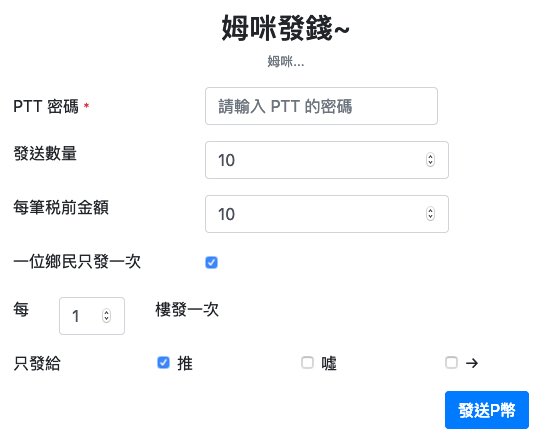 姆咪發錢~
姆咪...
PTT 密碼 *
請輸入 PTT 的密碼
發送數量
10
每筆稅前金額
10
一位鄉民只發一次
每 1 樓發一次
只發給 推 噓 →
發送P幣